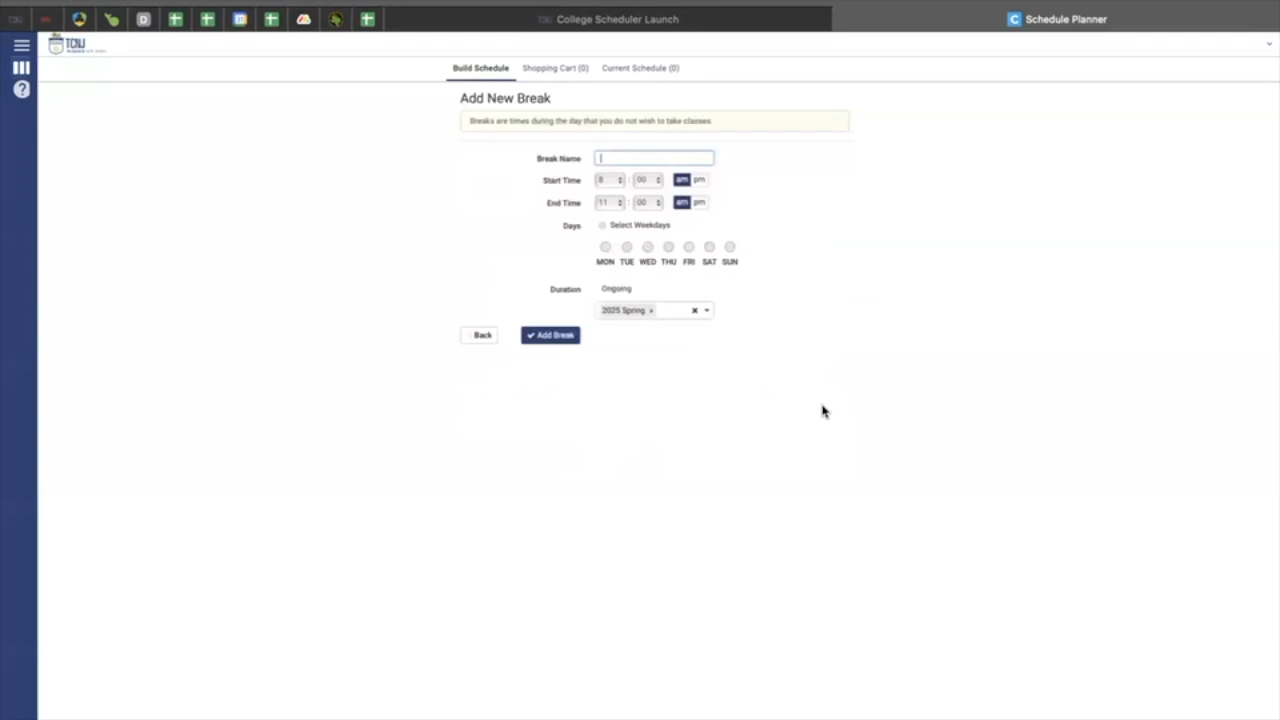 College Scheduler Launch
Schedule Planner
TCNJ
Build Schedule Shopping Cart (0) Current Schedule (0)
Add New Break
Breaks are times during the day that you do not wish to take classes.
Break Name
Start Time 8 : 00 am pm
End Time 11 : 00 am pm
Days Select Weekdays
MON TUE WED THU FRI SAT SUN
Duration Ongoing
2025 Spring ×
Back Add Break